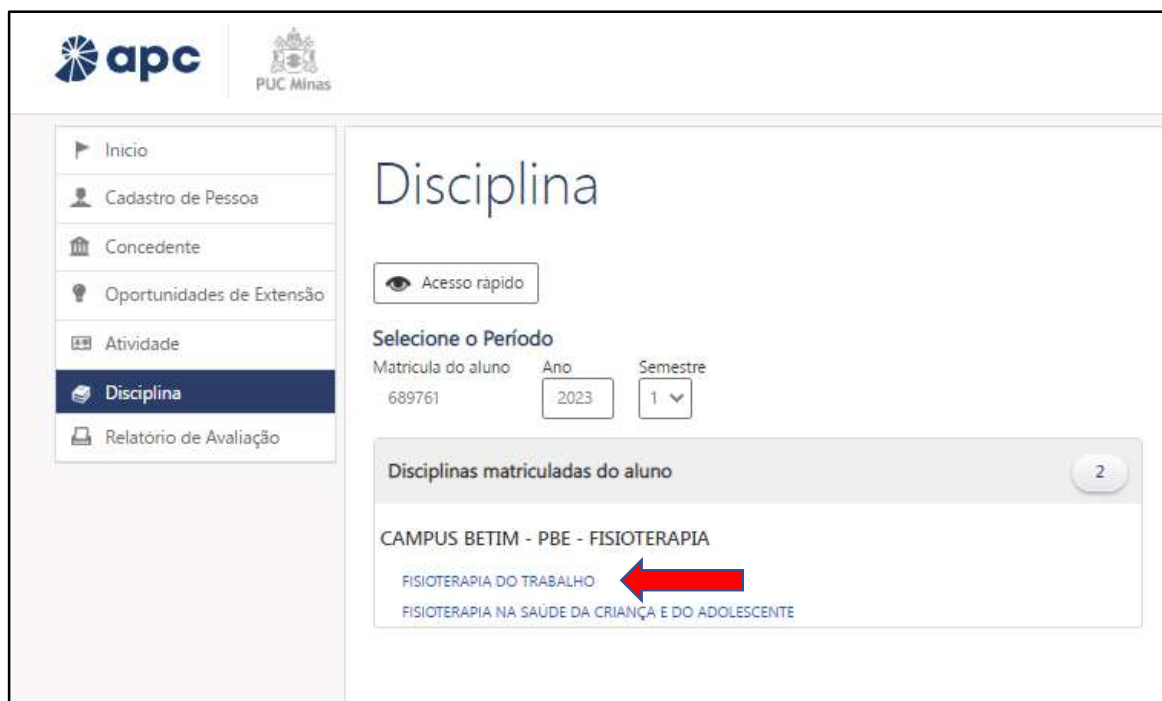 apc
PUC Minas
Início
Cadastro de Pessoa
Concedente
Oportunidades de Extensão
Atividade
Disciplina
Relatório de Avaliação
Disciplina
Acesso rápido
Selecione o Período
Matrícula do aluno Ano Semestre
689761 2023 1
Disciplinas matriculadas do aluno 2
CAMPUS BETIM - PBE - FISIOTERAPIA
FISIOTERAPIA DO TRABALHO
FISIOTERAPIA NA SAÚDE DA CRIANÇA E DO ADOLESCENTE